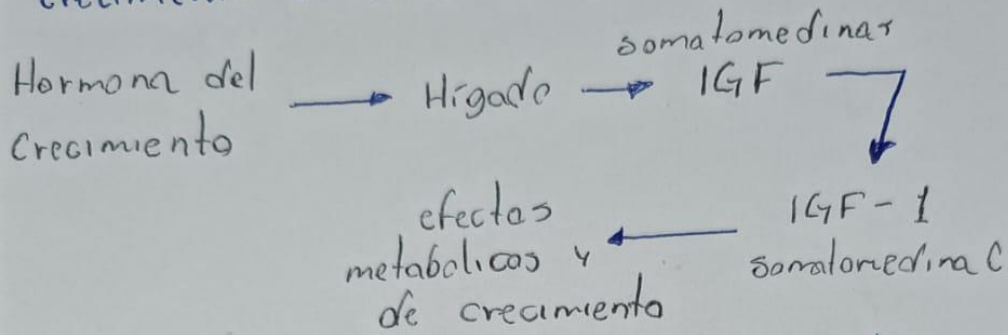 somatomedinas
Hormona del
Crecimiento
Hígado
IGF
IGF - 1
somatomedina C
efectos
metabolicos y
de crecimiento